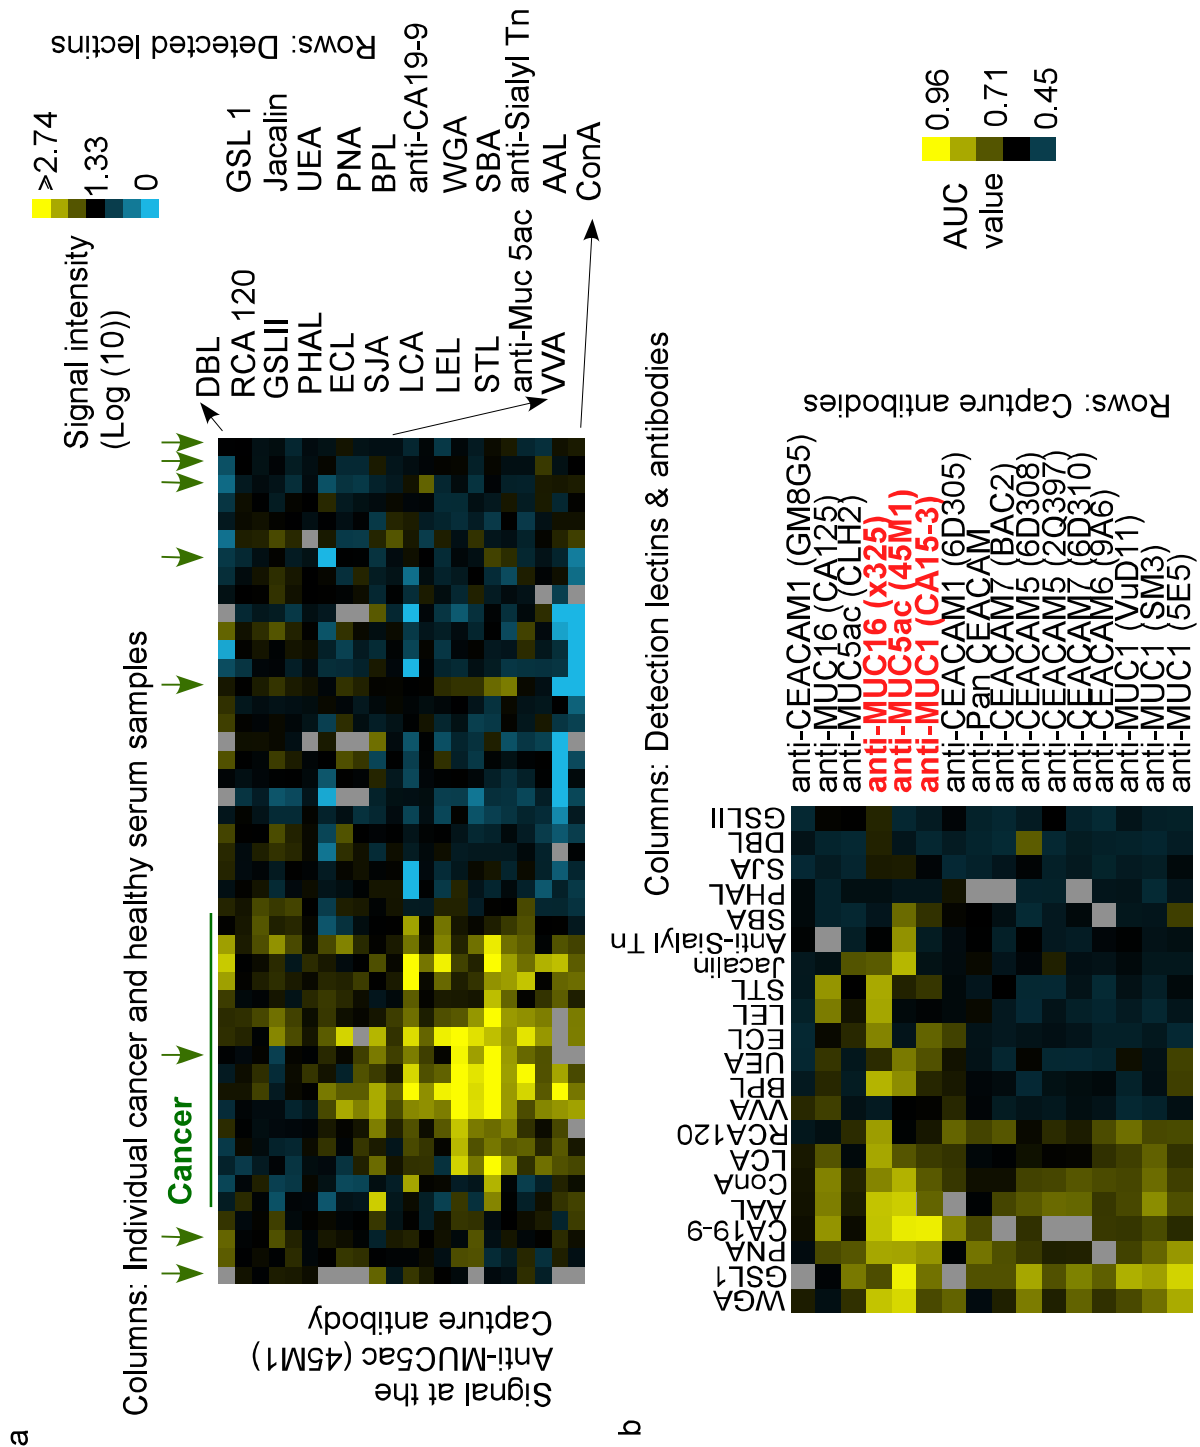 a
Columns: Individual cancer and healthy serum samples
Cancer
Signal at the
Anti-MUC5ac (45M1)
Capture antibody
Signal intensity
(Log (10))
>2.74
1.33
0
Rows: Detected lectins
DBL
GSL 1
RCA 120
Jacalin
GSLII
UEA
PHAL
PNA
ECL
BPL
SJA
anti-CA19-9
LCA
WGA
LEL
SBA
STL
anti-Sialyl Tn
anti-Muc 5ac
AAL
VVA
ConA
b
Columns: Detection lectins & antibodies
WGA
GSL1
PNA
CA19-9
AAL
ConA
LCA
RCA120
VVA
BPL
UEA
ECL
LEL
STL
Jacalin
Anti-Sialyl Tn
SBA
PHAL
SJA
DBL
GSLII
anti-CEACAM1 (GM8G5)
anti-MUC16 (CA125)
anti-MUC5ac (CLH2)
anti-MUC16 (x325)
anti-MUC5ac (45M1)
anti-MUC1 (CA15-3)
anti-CEACAM1 (6D305)
anti-Pan CEACAM
anti-CEACAM7 (BAC2)
anti-CEACAM5 (6D308)
anti-CEACAM5 (2Q397)
anti-CEACAM7 (6D310)
anti-CEACAM6 (9A6)
anti-MUC1 (VuD11)
anti-MUC1 (SM3)
anti-MUC1 (5E5)
Rows: Capture antibodies
AUC
value
0.96
0.71
0.45